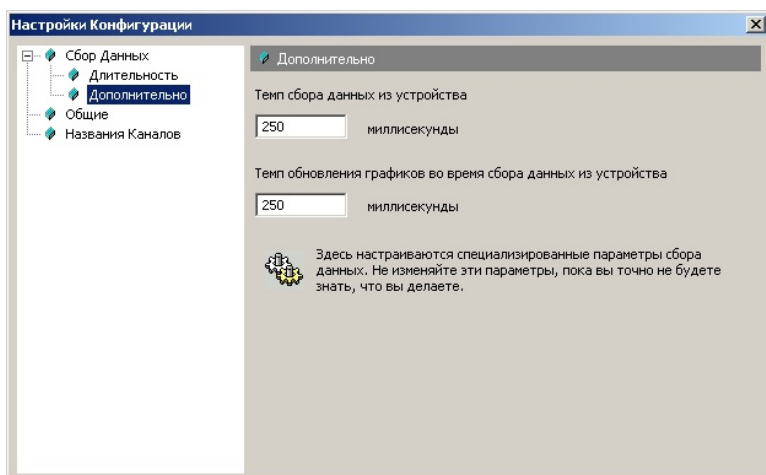 Настройки Конфигурации
Сбор Данных
Длительность
Дополнительно
Общие
Названия Каналов
Дополнительно
Темп сбора данных из устройства
250 миллисекунды
Темп обновления графиков во время сбора данных из устройства
250 миллисекунды
Здесь настраиваются специализированные параметры сбора
данных. Не изменяйте эти параметры, пока вы точно не будете
знать, что вы делаете.